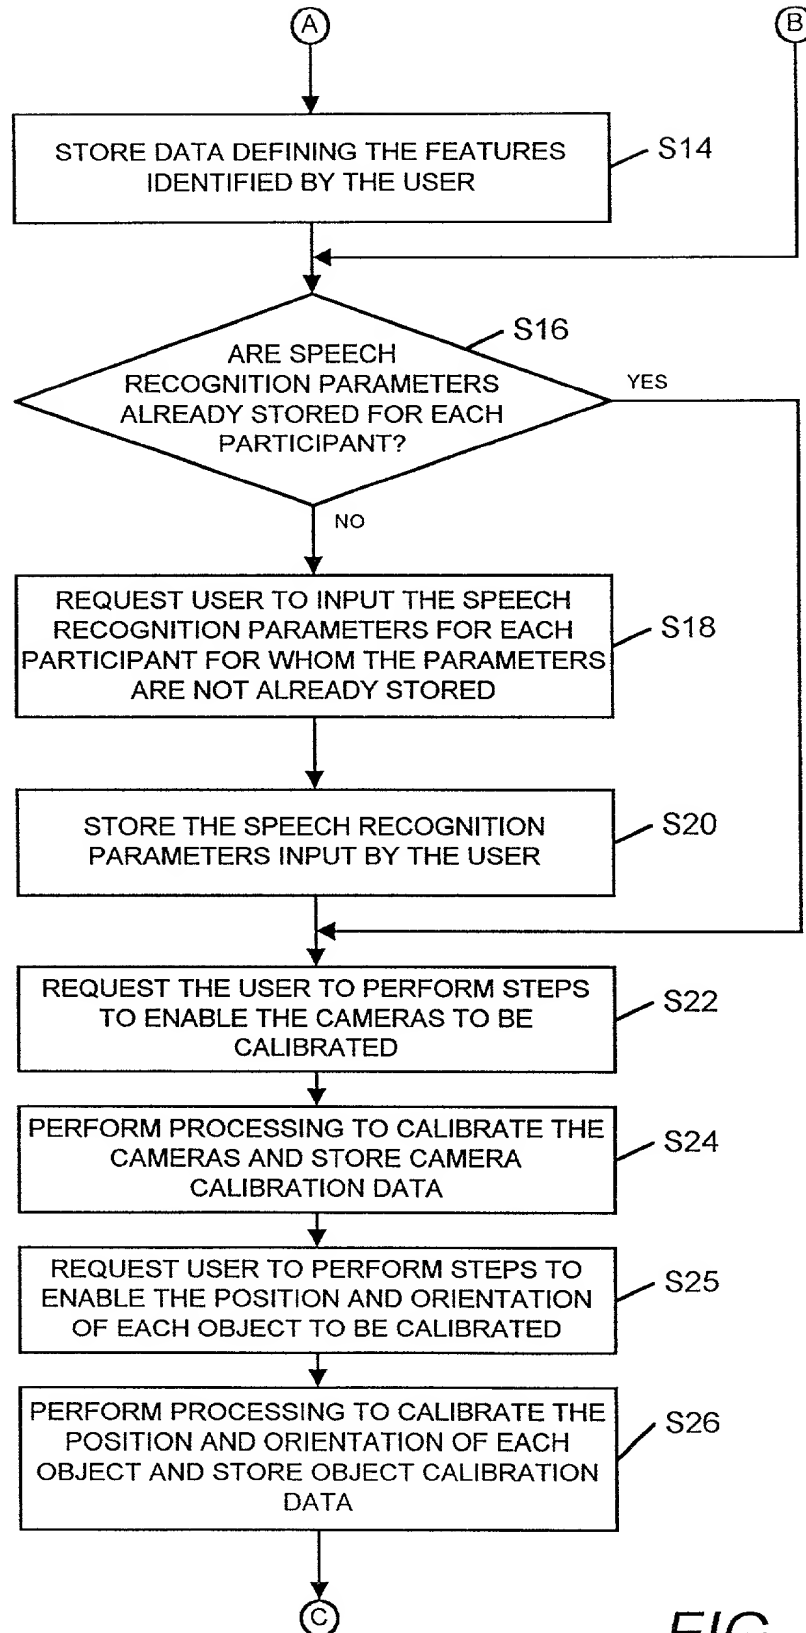 A
B
STORE DATA DEFINING THE FEATURES
IDENTIFIED BY THE USER
S14
S16
ARE SPEECH
RECOGNITION PARAMETERS
ALREADY STORED FOR EACH
PARTICIPANT?
YES
NO
REQUEST USER TO INPUT THE SPEECH
RECOGNITION PARAMETERS FOR EACH
PARTICIPANT FOR WHOM THE PARAMETERS
ARE NOT ALREADY STORED
S18
STORE THE SPEECH RECOGNITION
PARAMETERS INPUT BY THE USER
S20
REQUEST THE USER TO PERFORM STEPS
TO ENABLE THE CAMERAS TO BE
CALIBRATED
S22
PERFORM PROCESSING TO CALIBRATE THE
CAMERAS AND STORE CAMERA
CALIBRATION DATA
S24
REQUEST USER TO PERFORM STEPS TO
ENABLE THE POSITION AND ORIENTATION
OF EACH OBJECT TO BE CALIBRATED
S25
PERFORM PROCESSING TO CALIBRATE THE
POSITION AND ORIENTATION OF EACH
OBJECT AND STORE OBJECT CALIBRATION
DATA
S26
C
FIG